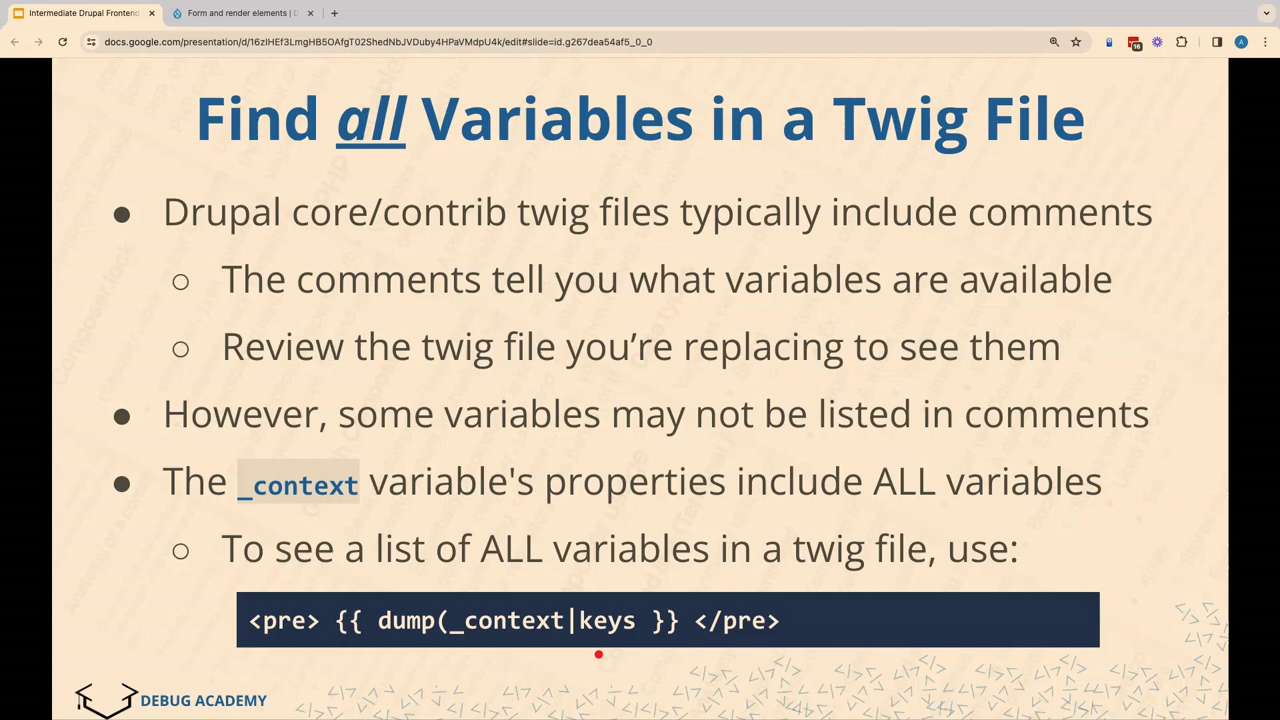 Intermediate Drupal Frontend
Form and render elements | D
docs.google.com/presentation/d/16zlHEf3LmgHB5OAfgT02ShedNbJVDuby4HPaVMdpU4k/edit#slide=id.g267dea54af5_0_0
16
A
Find all Variables in a Twig File
● Drupal core/contrib twig files typically include comments
○ The comments tell you what variables are available
○ Review the twig file you’re replacing to see them
● However, some variables may not be listed in comments
● The _context variable's properties include ALL variables
○ To see a list of ALL variables in a twig file, use:
<pre> {{ dump(_context|keys }} </pre>
DEBUG ACADEMY